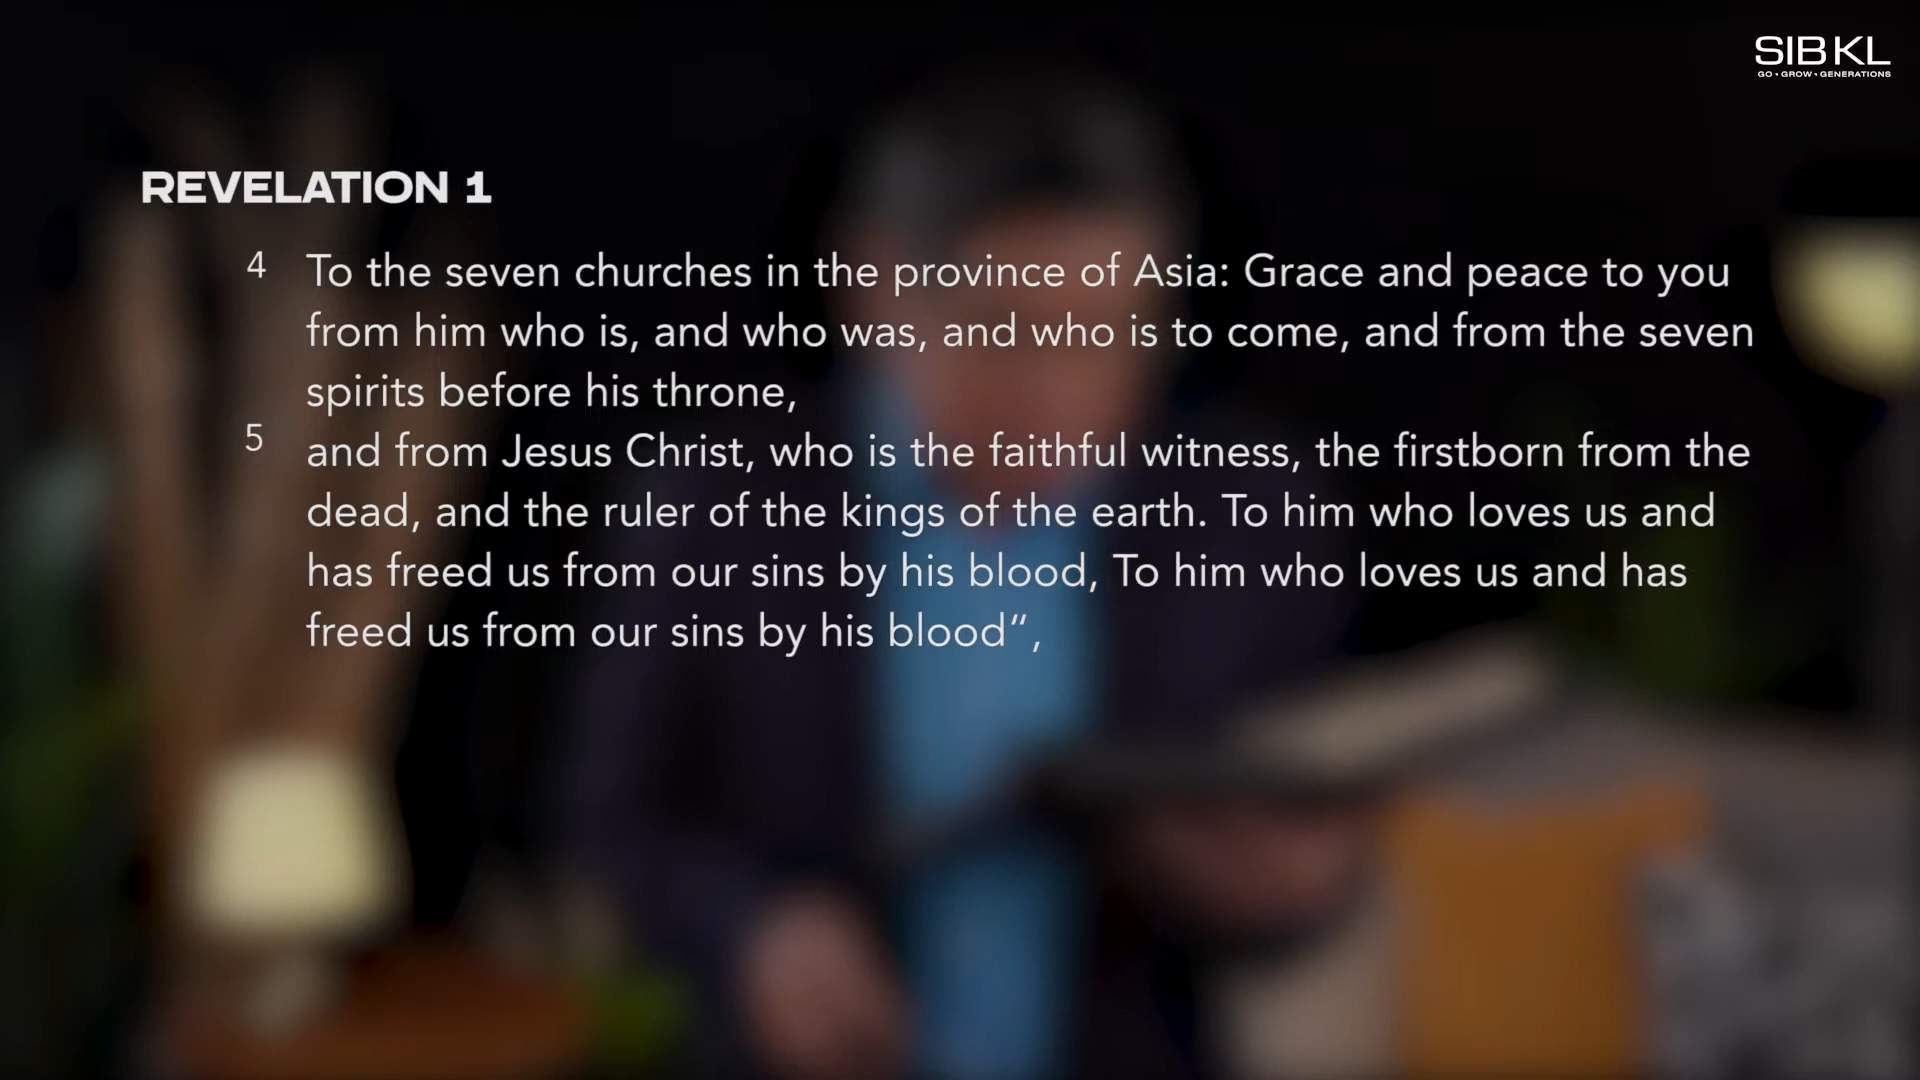 SIBKL
GO • GROW • GENERATIONS
REVELATION 1
4 To the seven churches in the province of Asia: Grace and peace to you
from him who is, and who was, and who is to come, and from the seven
spirits before his throne,
5 and from Jesus Christ, who is the faithful witness, the firstborn from the
dead, and the ruler of the kings of the earth. To him who loves us and
has freed us from our sins by his blood, To him who loves us and has
freed us from our sins by his blood“,